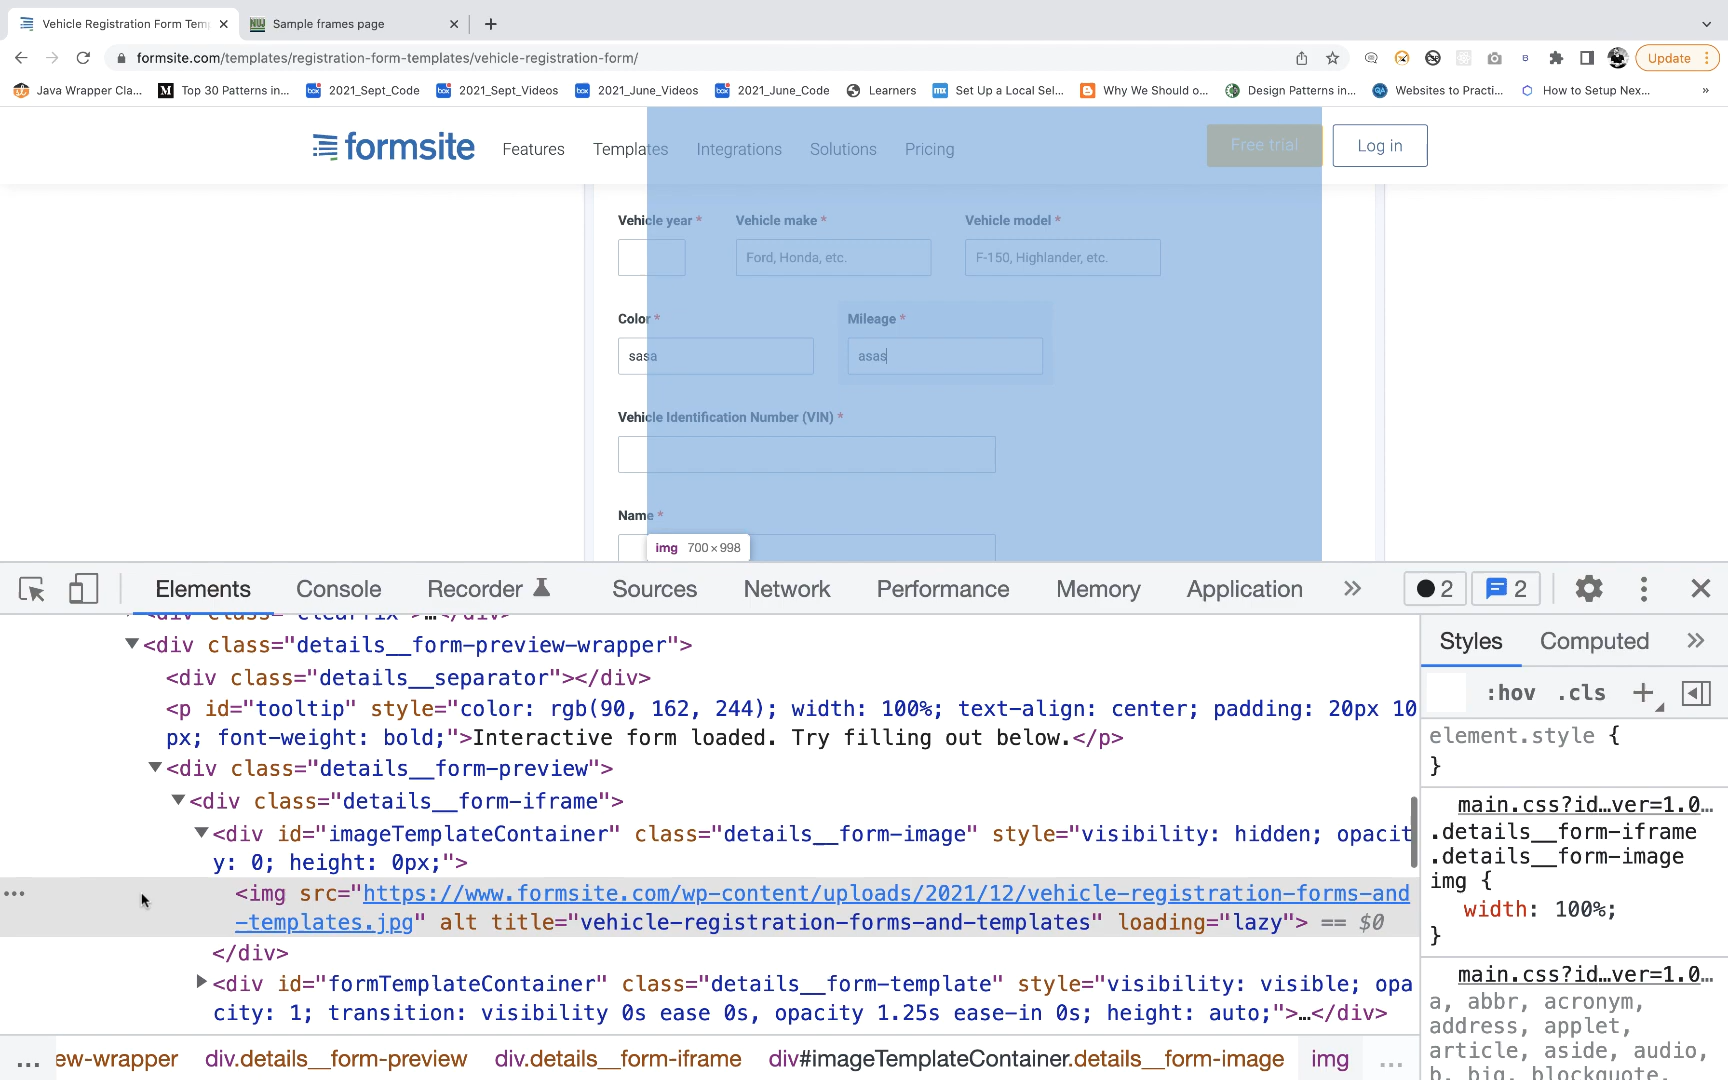 Vehicle Registration Form Temp
Sample frames page
formsite.com/templates/registration-form-templates/vehicle-registration-form/
Update
Java Wrapper Cla...
Top 30 Patterns in...
2021_Sept_Code
2021_Sept_Videos
2021_June_Videos
2021_June_Code
Learners
Set Up a Local Sel...
Why We Should o...
Design Patterns in...
Websites to Practi...
How to Setup Nex...
»
formsite
Features
Templates
Integrations
Solutions
Pricing
Free trial
Log in
Vehicle year *
Vehicle make *
Vehicle model *
Ford, Honda, etc.
F-150, Highlander, etc.
Color *
Mileage *
sasa
asas
Vehicle Identification Number (VIN) *
Name *
img 700×998
Elements
Console
Recorder
Sources
Network
Performance
Memory
Application
»
2
2
<div class="details__form-preview-wrapper">
<div class="details__separator"></div>
<p id="tooltip" style="color: rgb(90, 162, 244); width: 100%; text-align: center; padding: 20px 10
px; font-weight: bold;">Interactive form loaded. Try filling out below.</p>
<div class="details__form-preview">
<div class="details__form-iframe">
<div id="imageTemplateContainer" class="details__form-image" style="visibility: hidden; opacit
y: 0; height: 0px;">
<img src="https://www.formsite.com/wp-content/uploads/2021/12/vehicle-registration-forms-and
-templates.jpg" alt title="vehicle-registration-forms-and-templates" loading="lazy"> == $0
</div>
<div id="formTemplateContainer" class="details__form-template" style="visibility: visible; opa
city: 1; transition: visibility 0s ease 0s, opacity 1.25s ease-in 0s; height: auto;">…</div>
... ew-wrapper
div.details__form-preview
div.details__form-iframe
div#imageTemplateContainer.details__form-image
img
...
Styles
Computed
»
:hov
.cls
element.style {
}
main.css?id…ver=1.0…
.details__form-iframe
.details__form-image
img {
width: 100%;
}
main.css?id…ver=1.0…
a, abbr, acronym,
address, applet,
article, aside, audio,
b, big, blockquote,